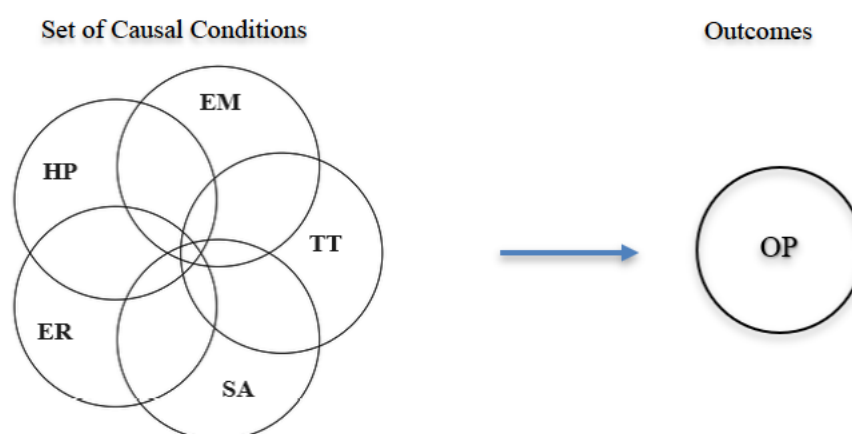 Set of Causal Conditions
Outcomes
EM
HP
TT
OP
ER
SA